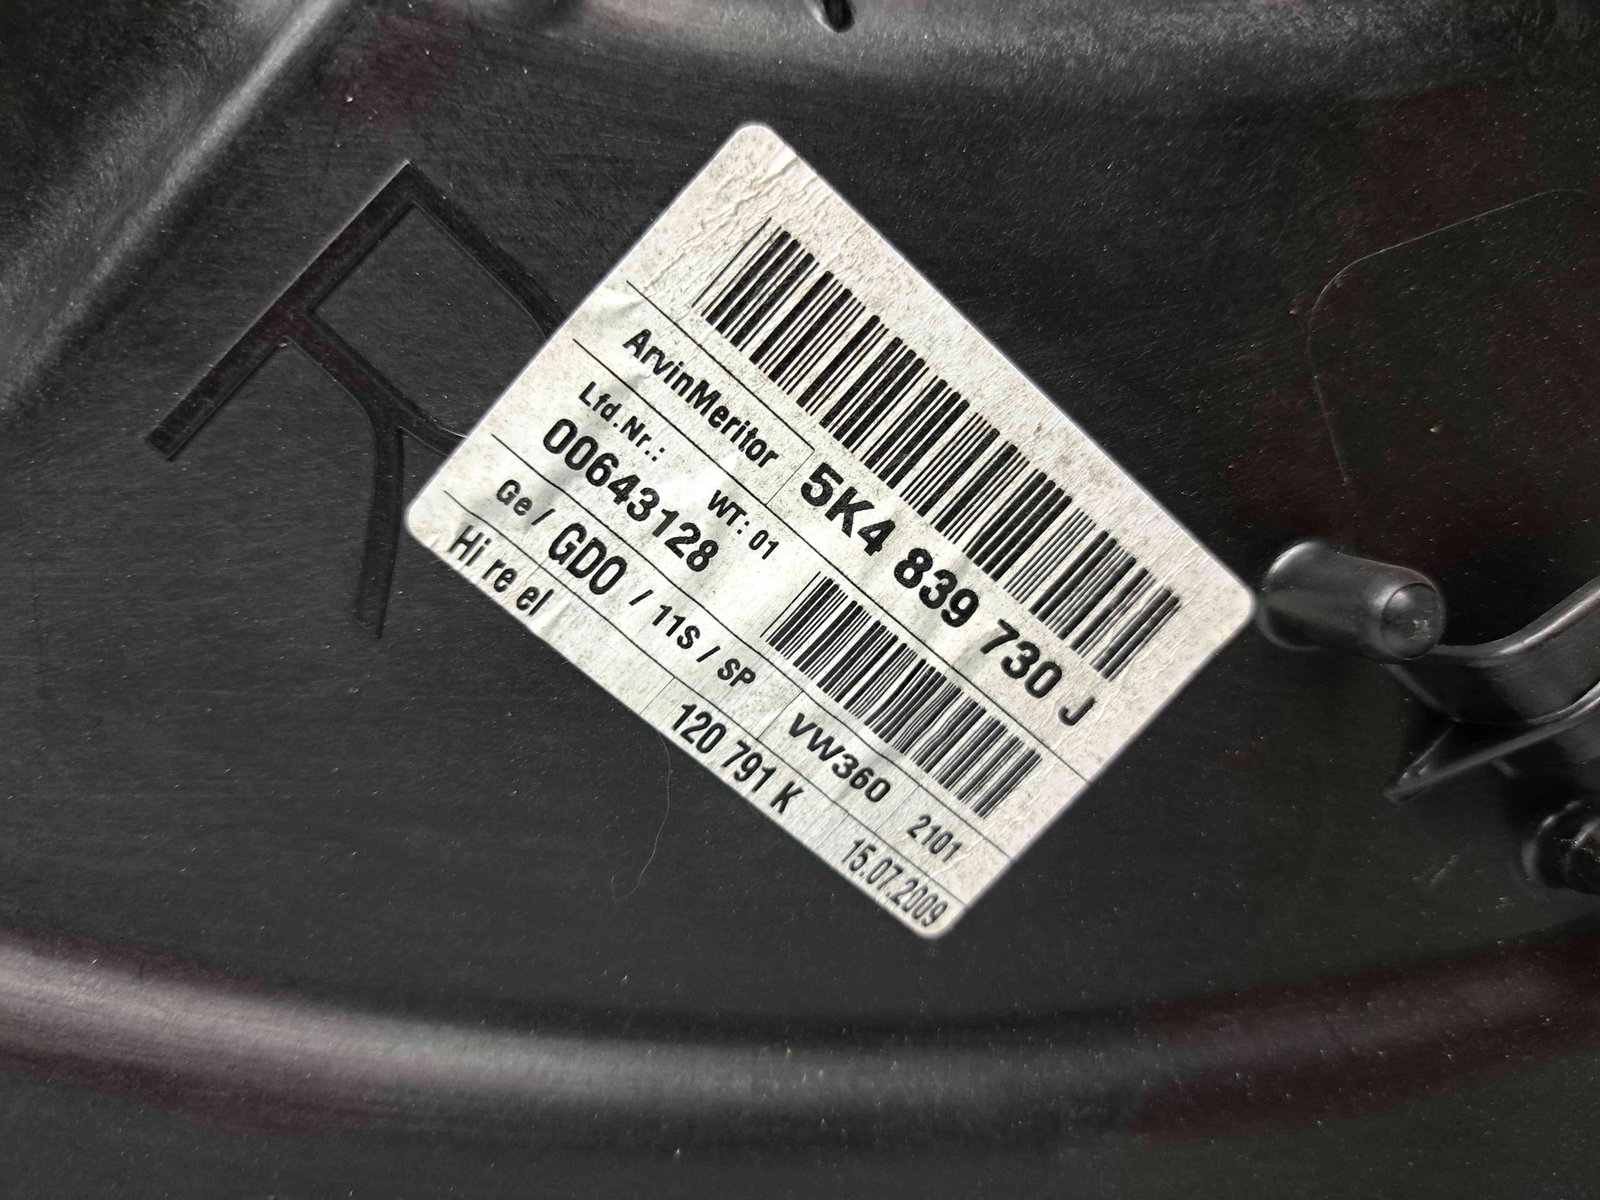 R
ArvinMeritor 5K4 839 730 J
Lfd.Nr.: WT: 01
00643128
Ge / GDO / 11S / SP VW360 2101
Hi re el 120 791 K 15.07.2009